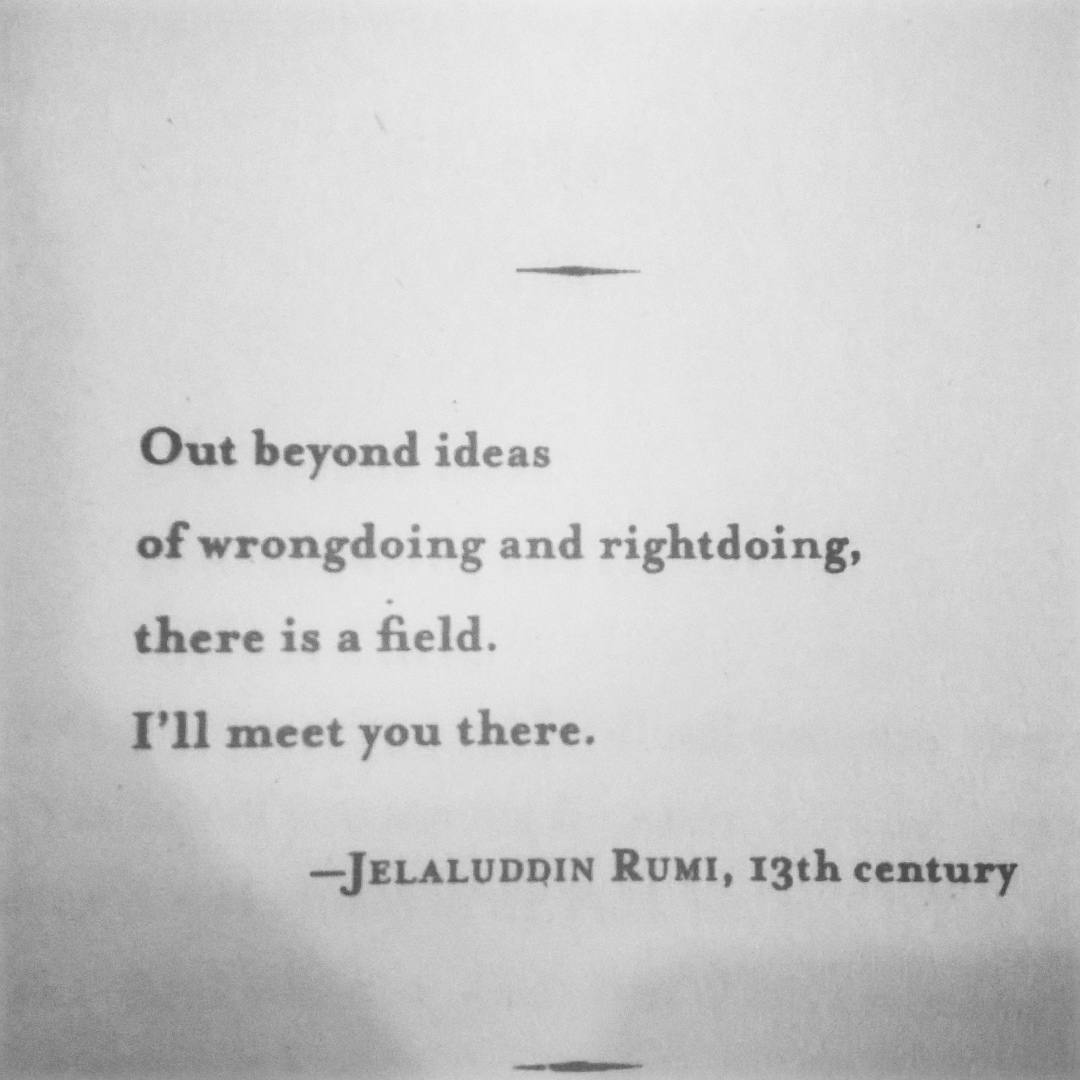 Out beyond ideas
of wrongdoing and rightdoing,
there is a field.
I'll meet you there.
—Jelaluddin Rumi, 13th century